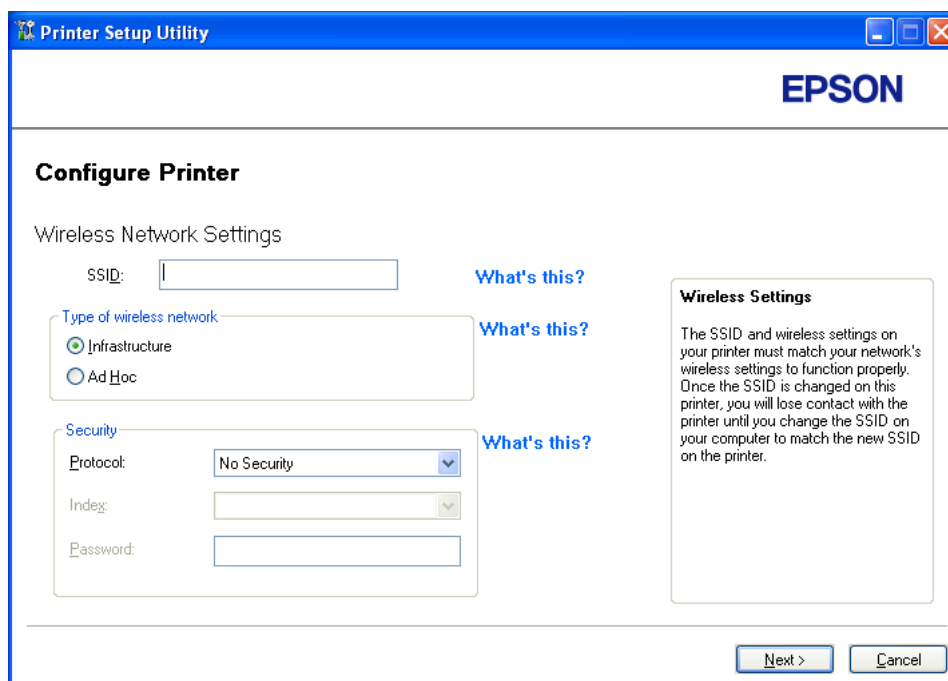 Printer Setup Utility
EPSON
Configure Printer
Wireless Network Settings
SSID:
What's this?
Type of wireless network
What's this?
Infrastructure
Ad Hoc
Security
What's this?
Protocol:
No Security
Index:
Password:
Wireless Settings
The SSID and wireless settings on
your printer must match your network's
wireless settings to function properly.
Once the SSID is changed on this
printer, you will lose contact with the
printer until you change the SSID on
your computer to match the new SSID
on the printer.
Next >
Cancel